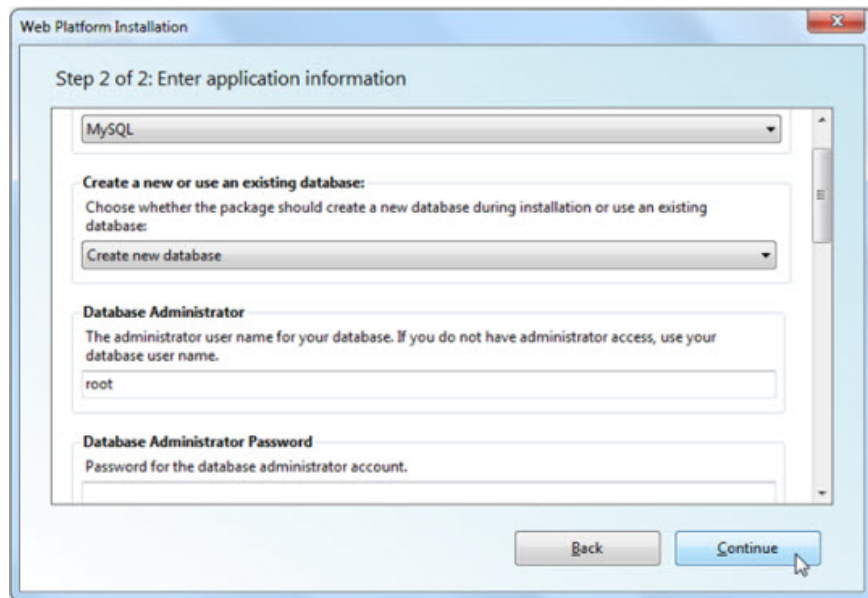 Web Platform Installation
Step 2 of 2: Enter application information
MySQL
Create a new or use an existing database:
Choose whether the package should create a new database during installation or use an existing
database:
Create new database
Database Administrator
The administrator user name for your database. If you do not have administrator access, use your
database user name.
root
Database Administrator Password
Password for the database administrator account.
Back
Continue